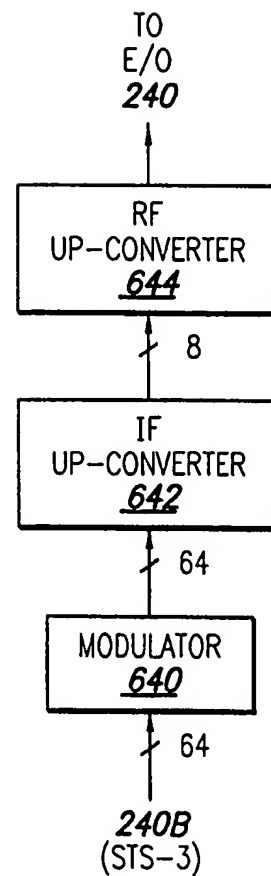 TO
E/O
240
RF
UP-CONVERTER
644
8
IF
UP-CONVERTER
642
64
MODULATOR
640
64
240B
(STS-3)